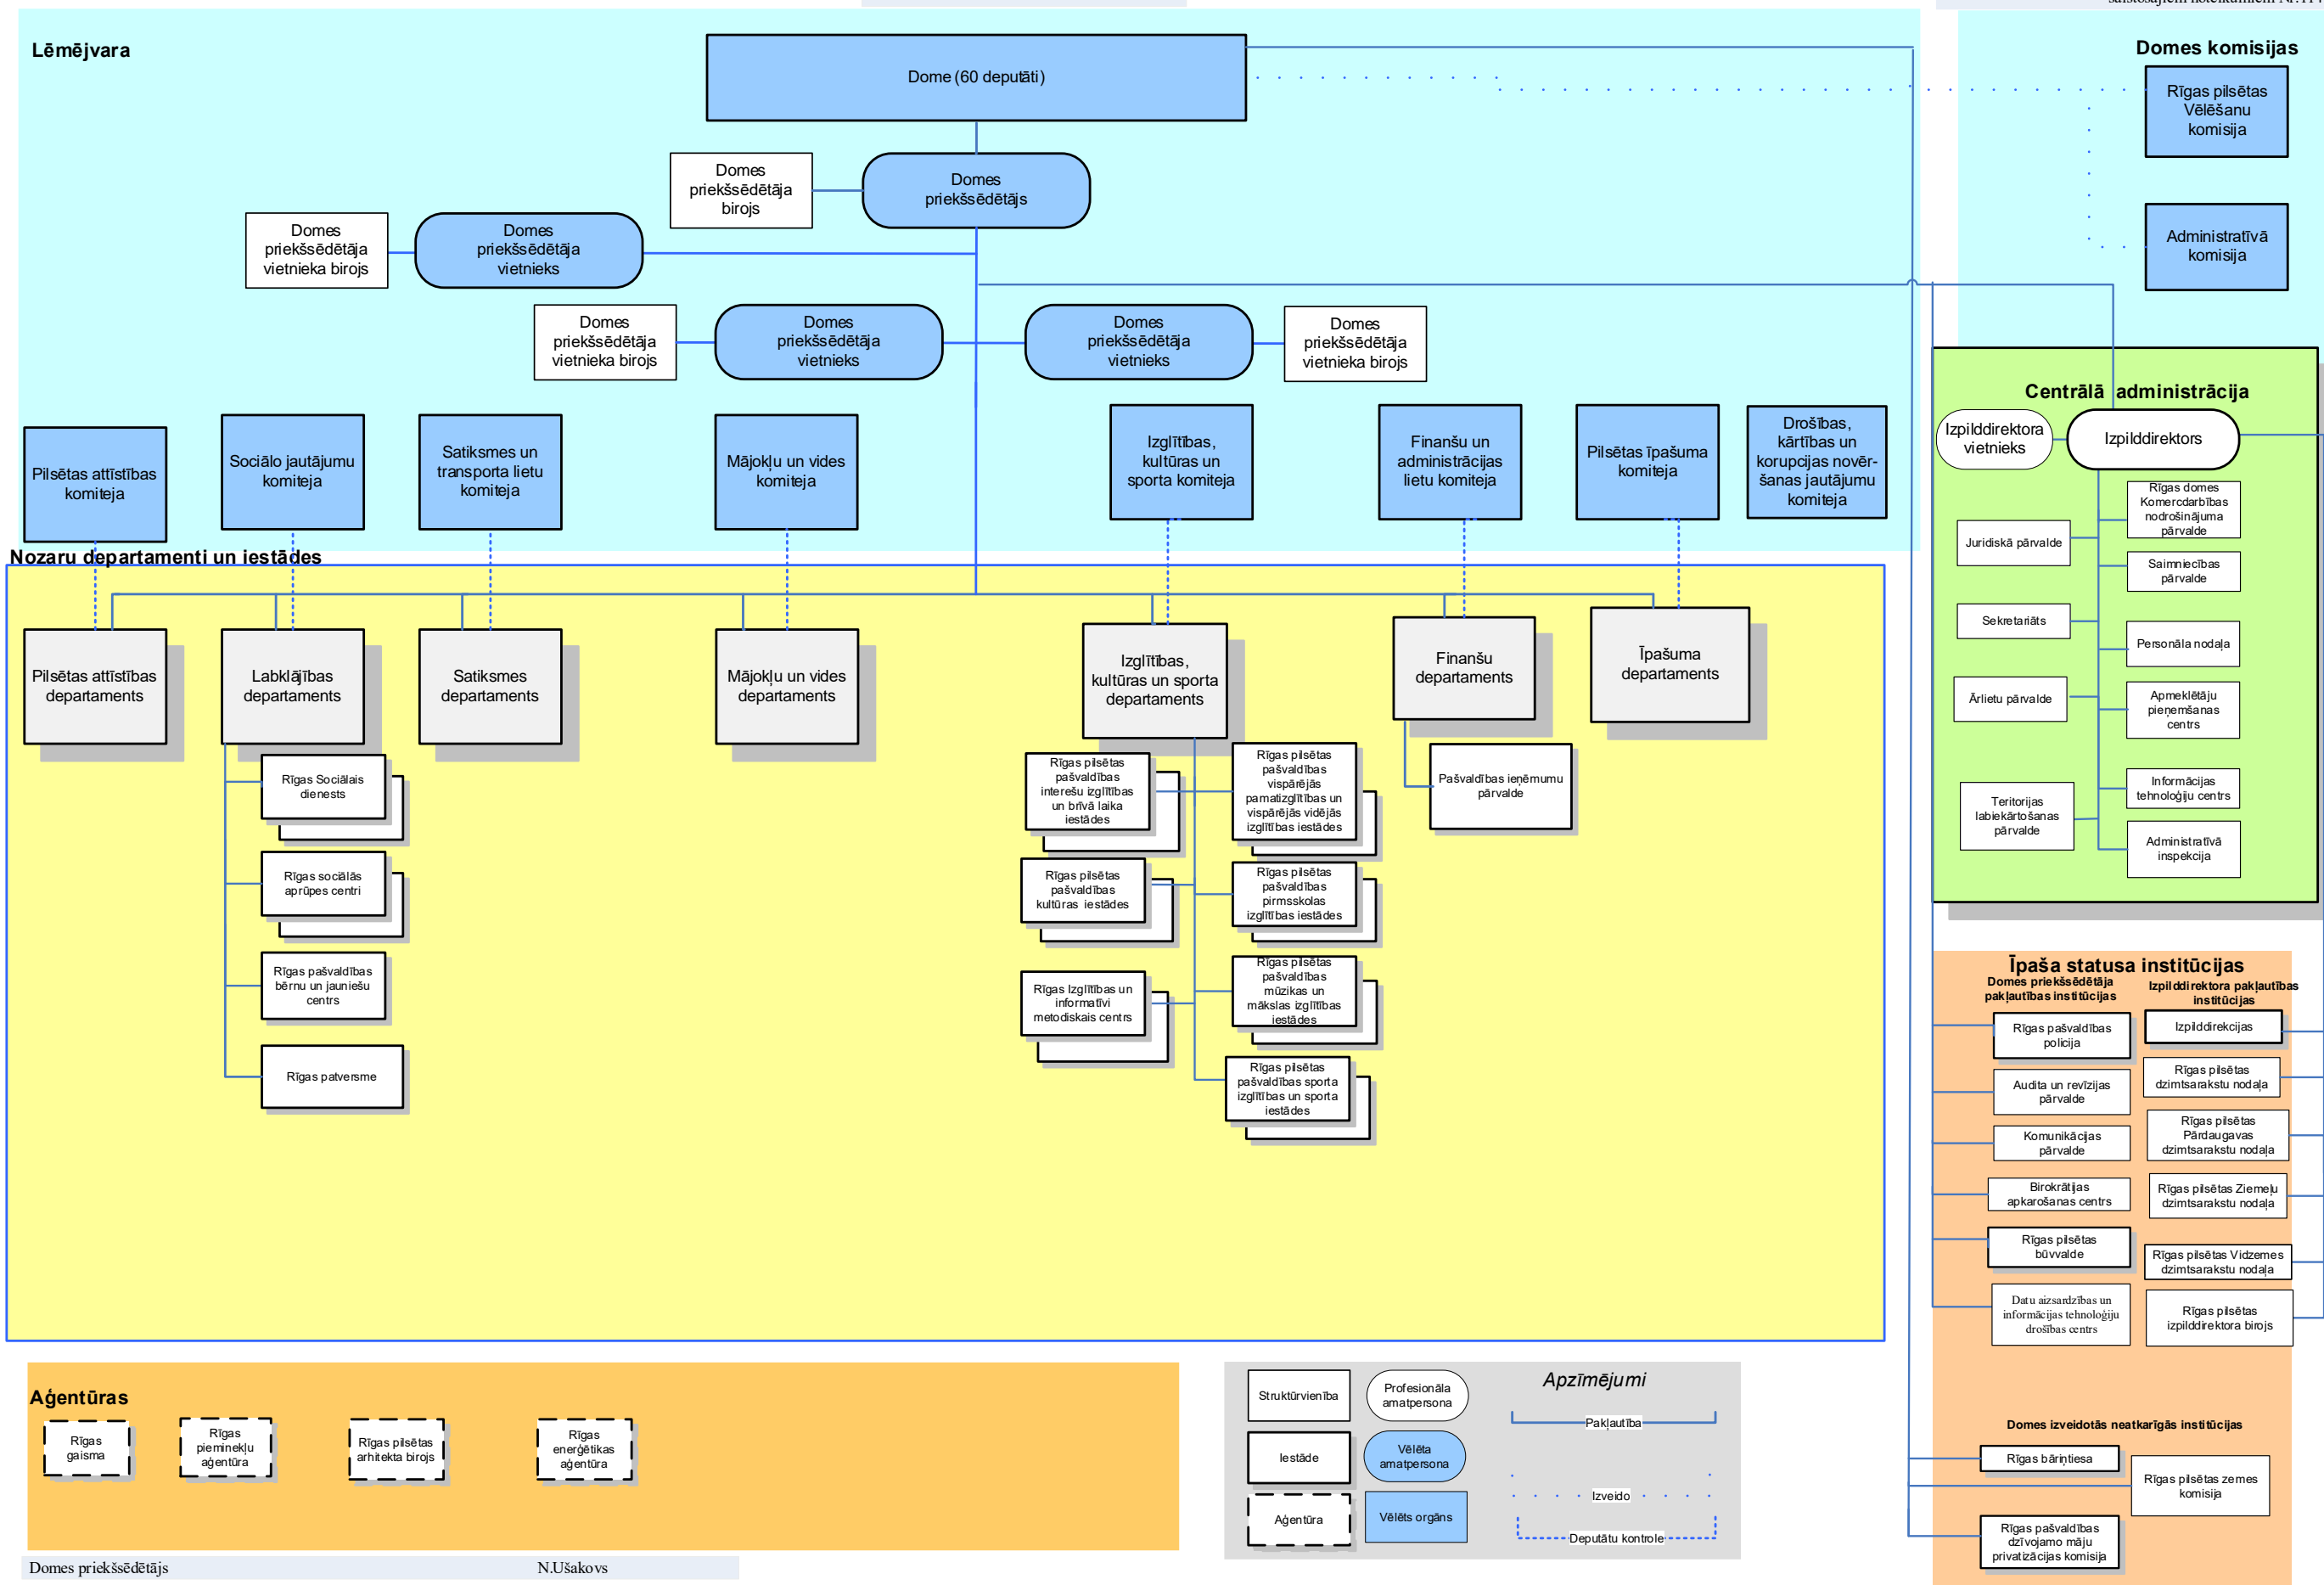 saistošajiem noteikumiem Nr.114
Lēmējvara
Dome (60 deputāti)
Domes
priekšsēdētāja
birojs
Domes
priekšsēdētājs
Domes
priekšsēdētāja
vietnieka birojs
Domes
priekšsēdētāja
vietnieks
Domes
priekšsēdētāja
vietnieka birojs
Domes
priekšsēdētāja
vietnieks
Domes
priekšsēdētāja
vietnieks
Domes
priekšsēdētāja
vietnieka birojs
Domes komisijas
Rīgas pilsētas
Vēlēšanu
komisija
Administratīvā
komisija
Pilsētas attīstības
komiteja
Sociālo jautājumu
komiteja
Satiksmes un
transporta lietu
komiteja
Mājokļu un vides
komiteja
Izglītības,
kultūras un
sporta komiteja
Finanšu un
administrācijas
lietu komiteja
Pilsētas īpašuma
komiteja
Drošības,
kārtības un
korupcijas novēr-
šanas jautājumu
komiteja
Nozaru departamenti un iestādes
Pilsētas attīstības
departaments
Labklājības
departaments
Satiksmes
departaments
Mājokļu un vides
departaments
Izglītības,
kultūras un sporta
departaments
Finanšu
departaments
Īpašuma
departaments
Rīgas Sociālais
dienests
Rīgas sociālās
aprūpes centri
Rīgas pašvaldības
bērnu un jauniešu
centrs
Rīgas patversme
Rīgas pilsētas
pašvaldības
interešu izglītības
un brīvā laika
iestādes
Rīgas pilsētas
pašvaldības
kultūras iestādes
Rīgas Izglītības un
informatīvi
metodiskais centrs
Rīgas pilsētas
pašvaldības
vispārējās
pamatizglītības un
vispārējās vidējās
izglītības iestādes
Rīgas pilsētas
pašvaldības
pirmsskolas
izglītības iestādes
Rīgas pilsētas
pašvaldības
mūzikas un
mākslas izglītības
iestādes
Rīgas pilsētas
pašvaldības sporta
izglītības un sporta
iestādes
Pašvaldības ieņēmumu
pārvalde
Centrālā administrācija
Izpilddirektora
vietnieks
Izpilddirektors
Juridiskā pārvalde
Sekretariāts
Ārlietu pārvalde
Teritorijas
labiekārtošanas
pārvalde
Rīgas domes
Komercdarbības
nodrošinājuma
pārvalde
Saimniecības
pārvalde
Personāla nodaļa
Apmeklētāju
pieņemšanas
centrs
Informācijas
tehnoloģiju centrs
Administratīvā
inspekcija
Īpaša statusa institūcijas
Domes priekšsēdētāja
pakļautības institūcijas
Izpilddirektora pakļautības
institūcijas
Rīgas pašvaldības
policija
Audita un revīzijas
pārvalde
Komunikācijas
pārvalde
Birokrātijas
apkarošanas centrs
Rīgas pilsētas
būvvalde
Datu aizsardzības un
informācijas tehnoloģiju
drošības centrs
Izpilddirekcijas
Rīgas pilsētas
dzimtsarakstu nodaļa
Rīgas pilsētas
Pārdaugavas
dzimtsarakstu nodaļa
Rīgas pilsētas Ziemeļu
dzimtsarakstu nodaļa
Rīgas pilsētas Vidzemes
dzimtsarakstu nodaļa
Rīgas pilsētas
izpilddirektora birojs
Domes izveidotās neatkarīgās institūcijas
Rīgas bāriņtiesa
Rīgas pilsētas zemes
komisija
Rīgas pašvaldības
dzīvojamo māju
privatizācijas komisija
Aģentūras
Rīgas
gaisma
Rīgas
pieminekļu
aģentūra
Rīgas pilsētas
arhitekta birojs
Rīgas
enerģētikas
aģentūra
Apzīmējumi
Struktūrvienība
Profesionāla
amatpersona
Pakļautība
Iestāde
Vēlēta
amatpersona
Izveido
Aģentūra
Vēlēts orgāns
Deputātu kontrole
Domes priekšsēdētājs
N.Ušakovs